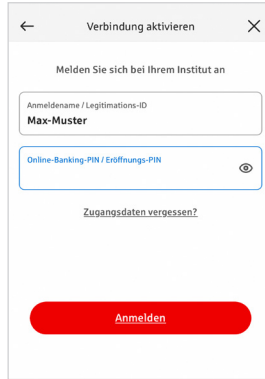 Verbindung aktivieren
Melden Sie sich bei Ihrem Institut an
Anmeldename / Legitimations-ID
Max-Muster
Online-Banking-PIN / Eröffnungs-PIN
Zugangsdaten vergessen?
Anmelden